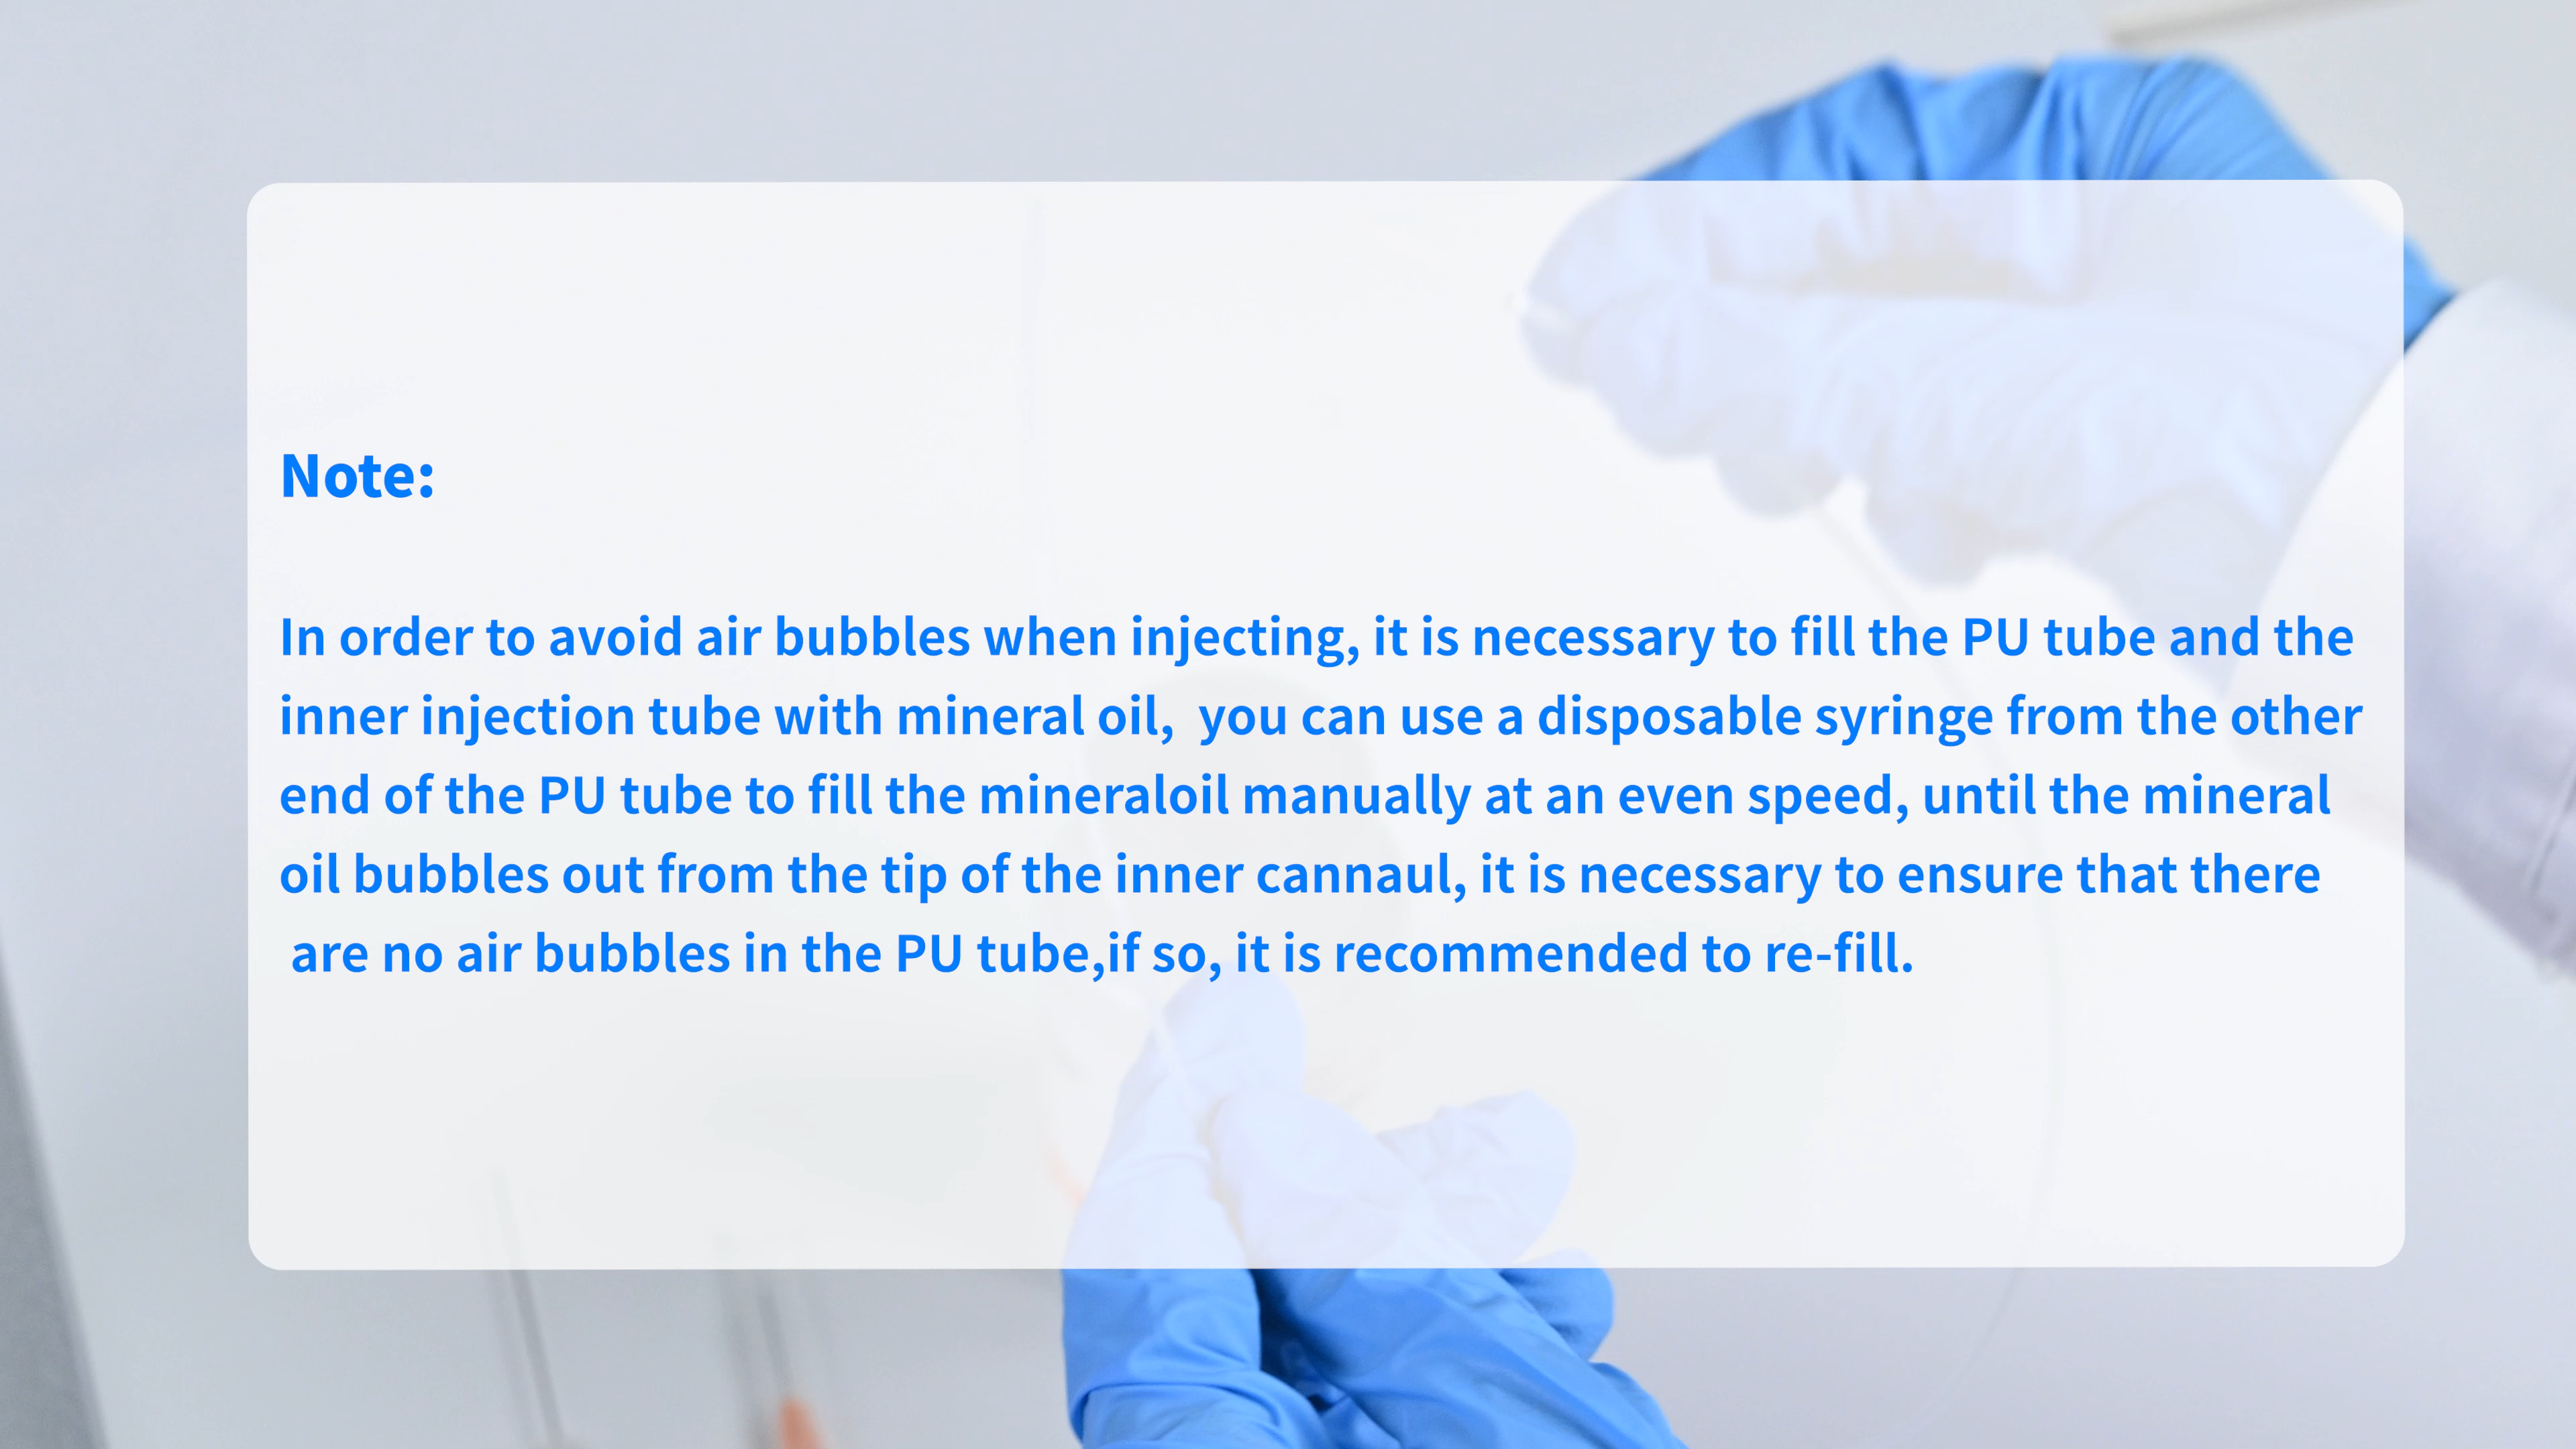 Note:
In order to avoid air bubbles when injecting, it is necessary to fill the PU tube and the
inner injection tube with mineral oil,  you can use a disposable syringe from the other
end of the PU tube to fill the mineraloil manually at an even speed, until the mineral
oil bubbles out from the tip of the inner cannaul, it is necessary to ensure that there
are no air bubbles in the PU tube,if so, it is recommended to re-fill.